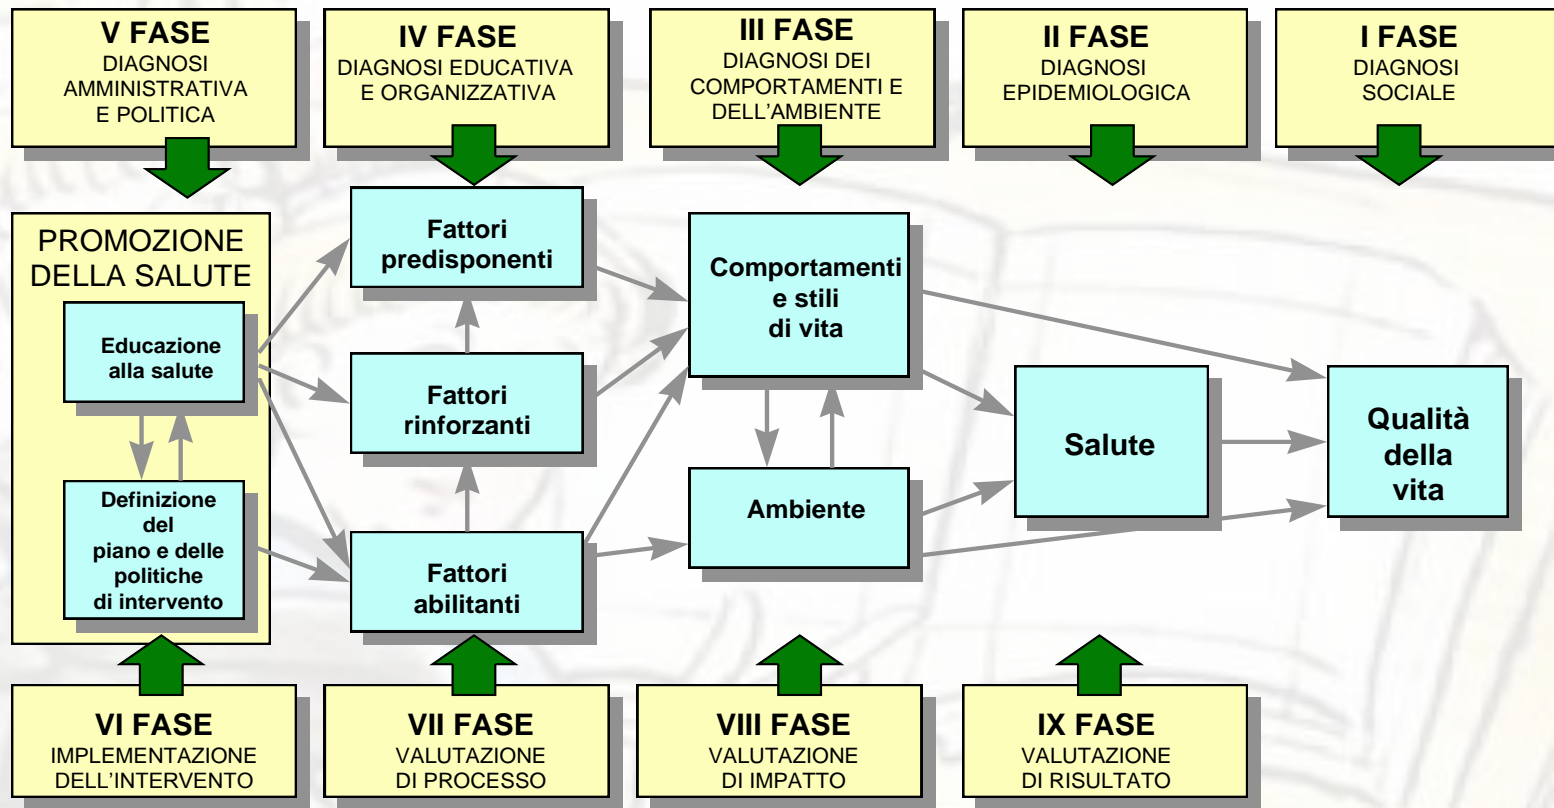 V FASE
DIAGNOSI
AMMINISTRATIVA
E POLITICA
IV FASE
DIAGNOSI EDUCATIVA
E ORGANIZZATIVA
III FASE
DIAGNOSI DEI
COMPORTAMENTI E
DELL'AMBIENTE
II FASE
DIAGNOSI
EPIDEMIOLOGICA
I FASE
DIAGNOSI
SOCIALE
PROMOZIONE
DELLA SALUTE
Educazione
alla salute
Definizione
del
piano e delle
politiche
di intervento
Fattori
predisponenti
Fattori
rinforzanti
Fattori
abilitanti
Comportamenti
e stili
di vita
Ambiente
Salute
Qualità
della
vita
VI FASE
IMPLEMENTAZIONE
DELL'INTERVENTO
VII FASE
VALUTAZIONE
DI PROCESSO
VIII FASE
VALUTAZIONE
DI IMPATTO
IX FASE
VALUTAZIONE
DI RISULTATO